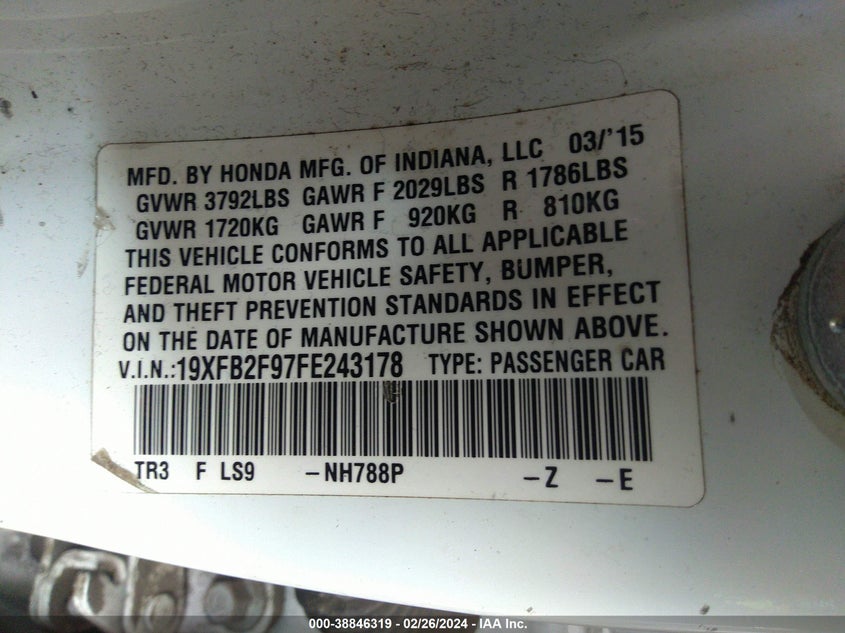 MFD. BY HONDA MFG. OF INDIANA, LLC 03/'15
GVWR 3792LBS GAWR F 2029LBS R 1786LBS
GVWR 1720KG GAWR F 920KG R 810KG
THIS VEHICLE CONFORMS TO ALL APPLICABLE
FEDERAL MOTOR VEHICLE SAFETY, BUMPER,
AND THEFT PREVENTION STANDARDS IN EFFECT
ON THE DATE OF MANUFACTURE SHOWN ABOVE.
V.I.N.:19XFB2F97FE243178 TYPE: PASSENGER CAR
TR3 F LS9 –NH788P –Z –E
000-38846319 - 02/26/2024 - IAA Inc.